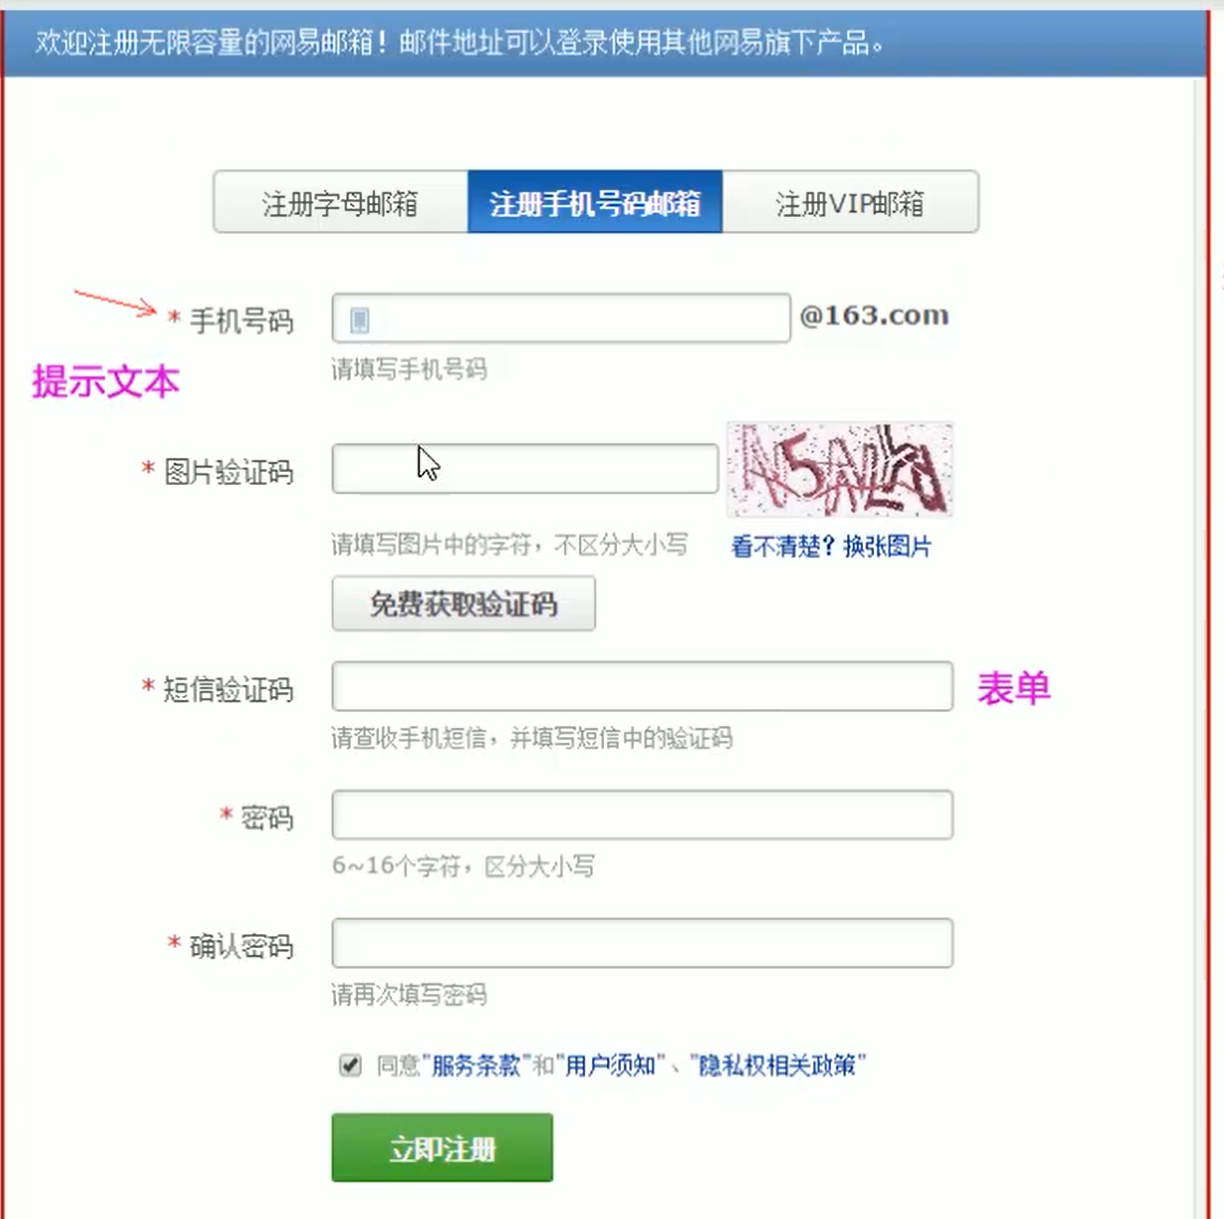 欢迎注册无限容量的网易邮箱！邮件地址可以登录使用其他网易旗下产品。
注册字母邮箱 注册手机号码邮箱 注册VIP邮箱
* 手机号码 @163.com
请填写手机号码
提示文本
* 图片验证码
请填写图片中的字符，不区分大小写 看不清楚？换张图片
免费获取验证码
* 短信验证码 表单
请查收手机短信，并填写短信中的验证码
* 密码
6~16个字符，区分大小写
* 确认密码
请再次填写密码
同意"服务条款"和"用户须知"、"隐私权相关政策"
立即注册